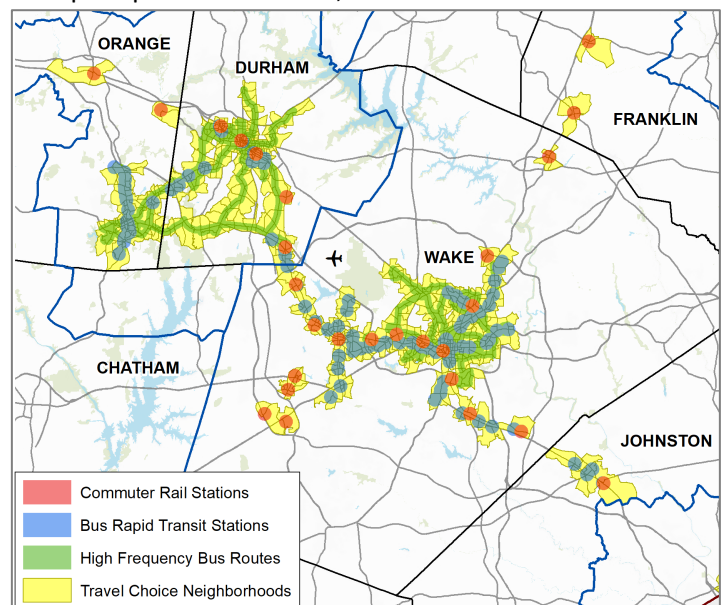 ORANGE
DURHAM
FRANKLIN
WAKE
CHATHAM
JOHNSTON
Commuter Rail Stations
Bus Rapid Transit Stations
High Frequency Bus Routes
Travel Choice Neighborhoods